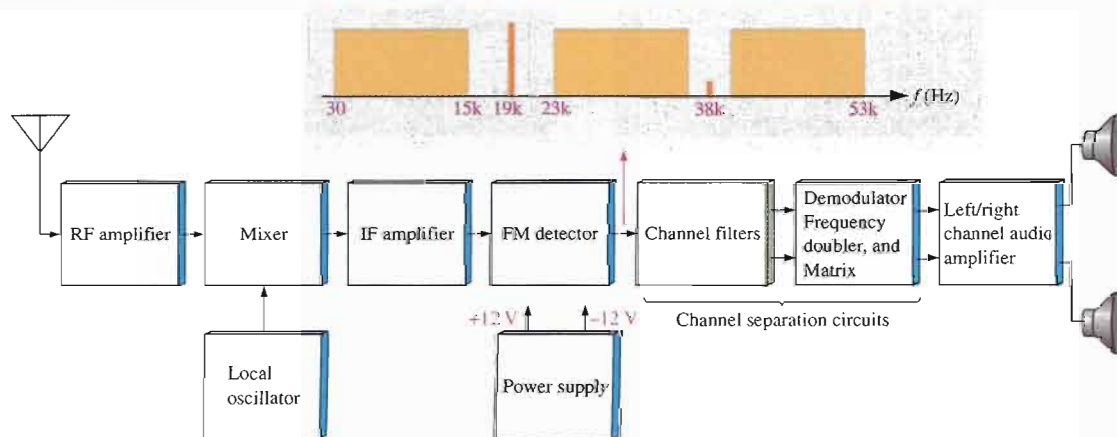 f (Hz)
30 15k 19k 23k 38k 53k
RF amplifier
Mixer
IF amplifier
FM detector
Channel filters
Demodulator
Frequency
doubler, and
Matrix
Left/right
channel audio
amplifier
+12 V –12 V
Channel separation circuits
Local
oscillator
Power supply